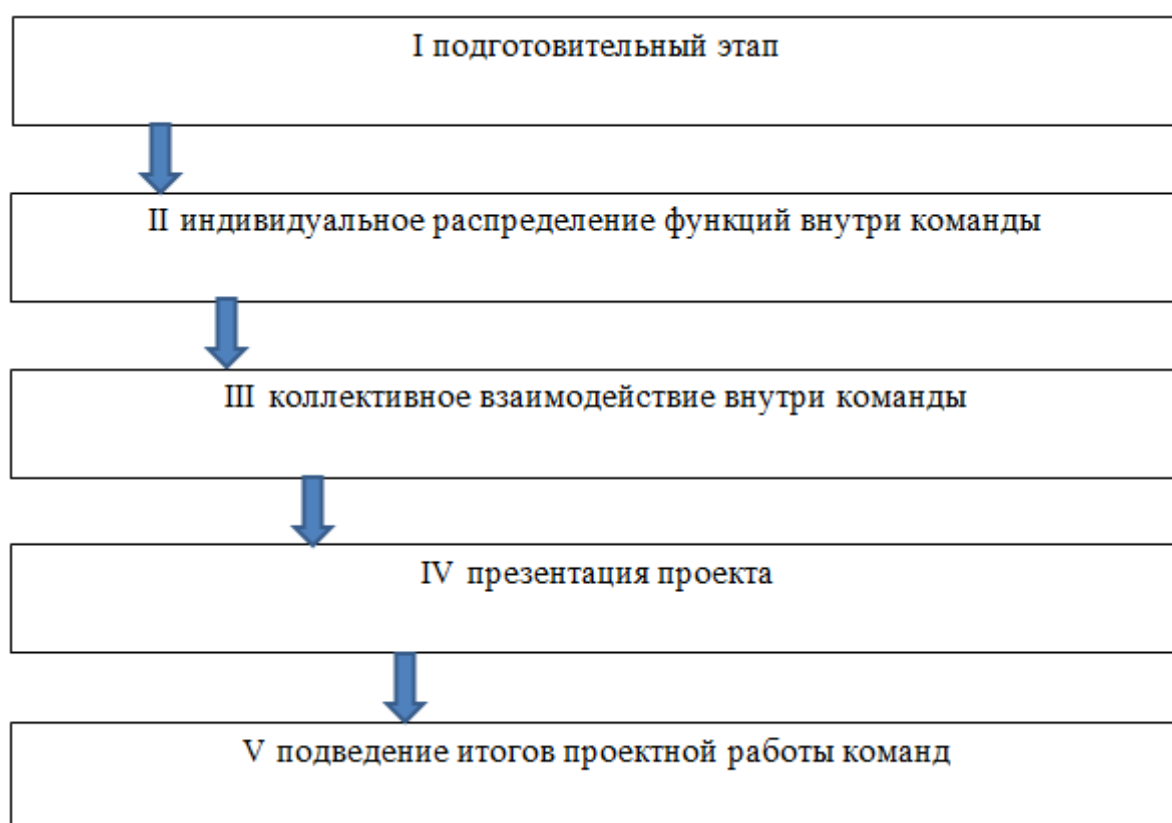 I подготовительный этап
II индивидуальное распределение функций внутри команды
III коллективное взаимодействие внутри команды
IV презентация проекта
V подведение итогов проектной работы команд